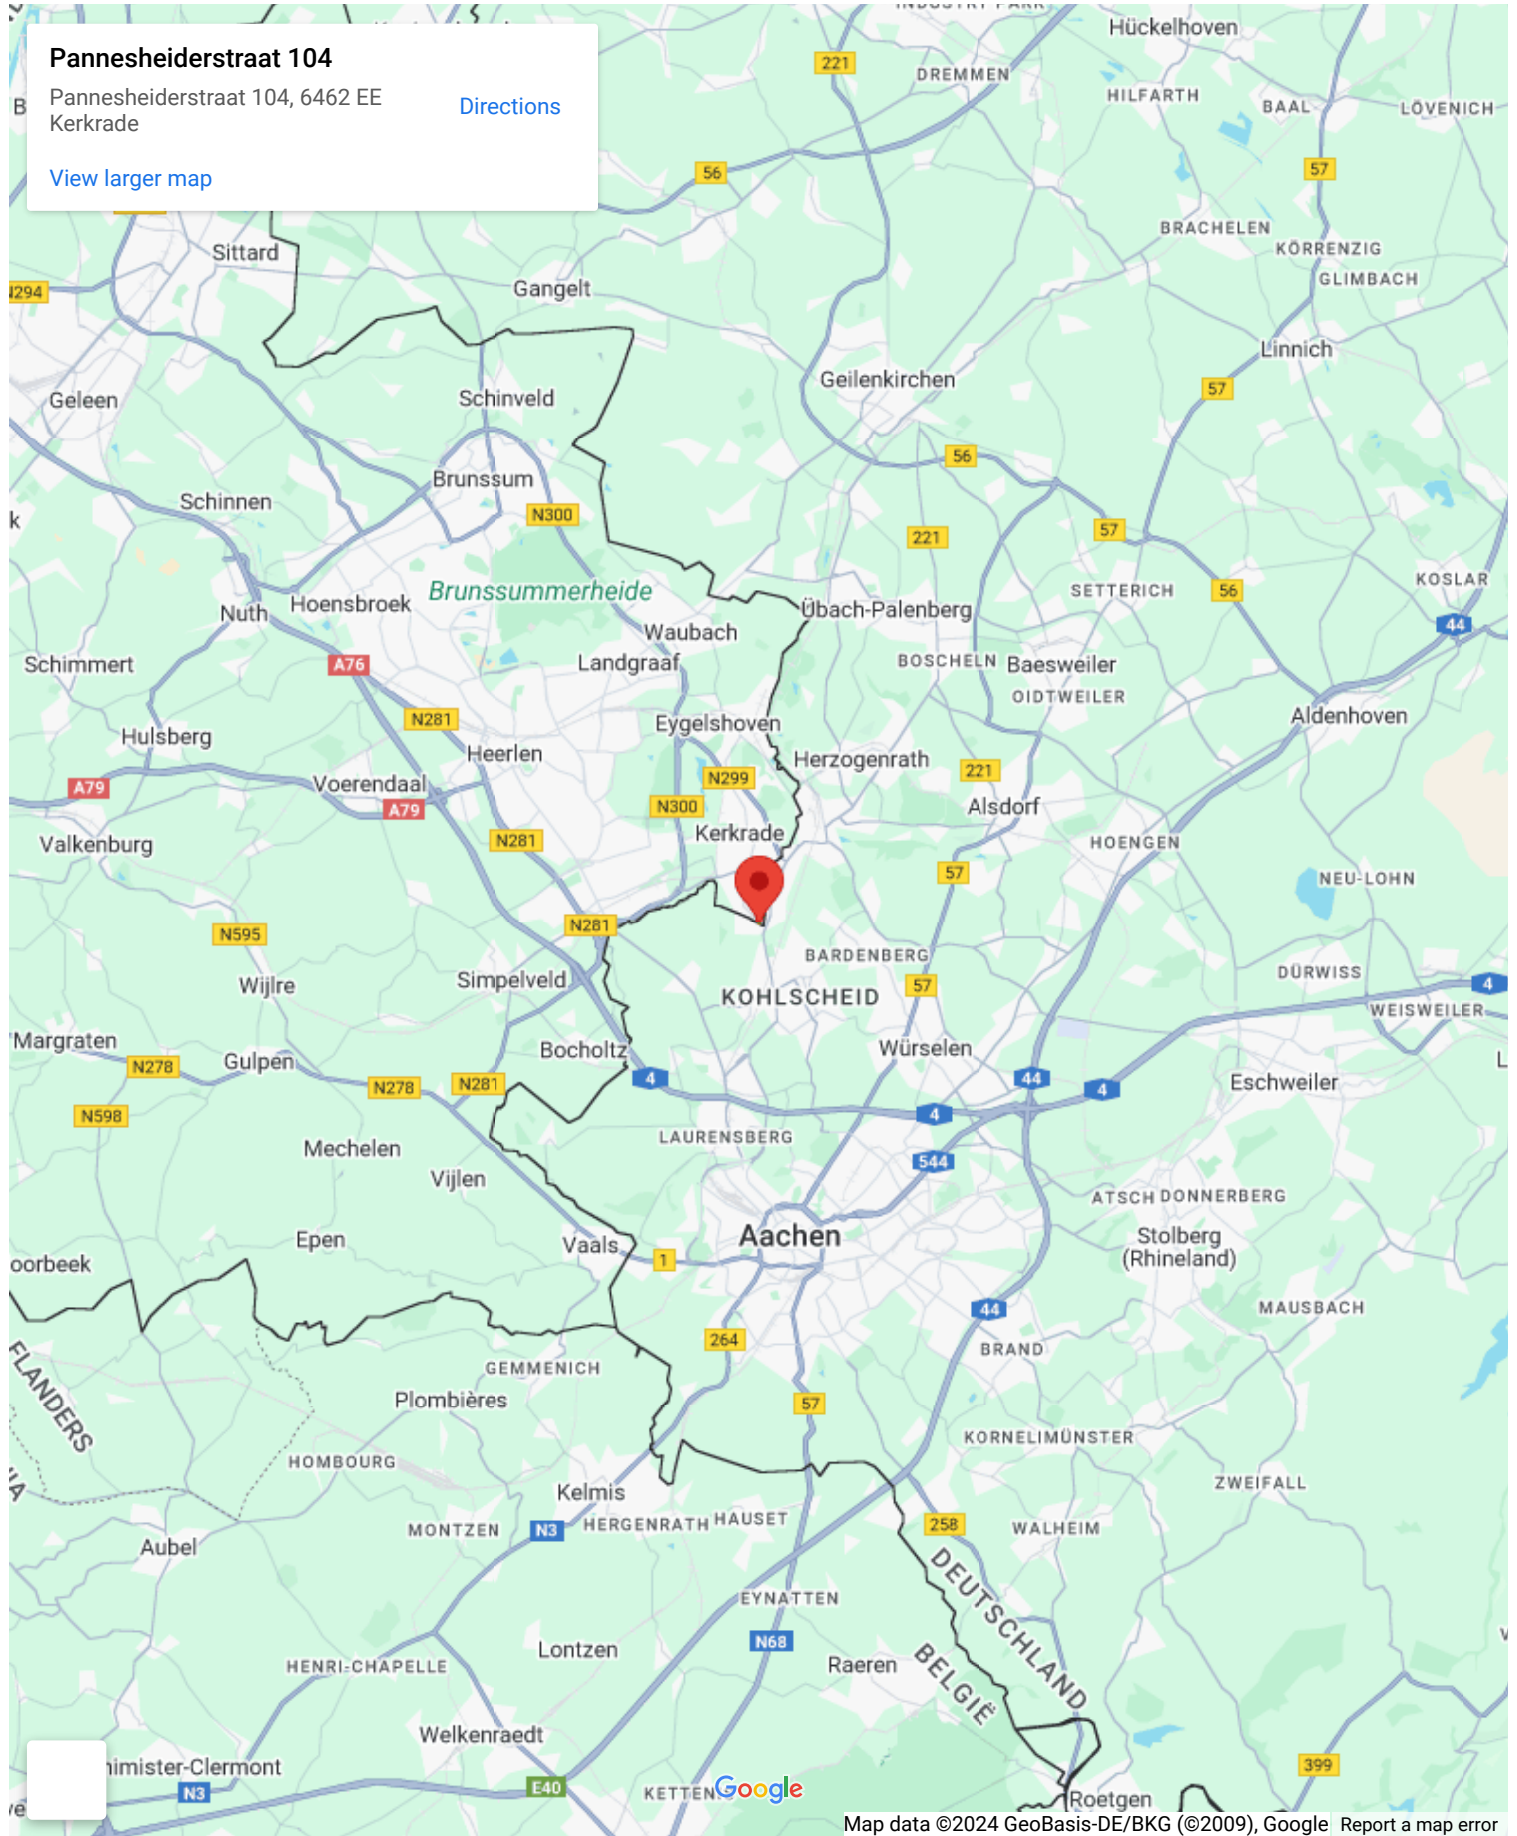 Pannesheiderstraat 104
Pannesheiderstraat 104, 6462 EE
Kerkrade
Directions
View larger map
Hückelhoven
221
DREMMEN
HILFARTH
BAAL
LÖVENICH
56
57
BRACHELEN
KÖRRENZIG
GLIMBACH
Sittard
Gangelt
N294
Linnich
Geilenkirchen
57
Geleen
Schinveld
56
Brunssum
Schinnen
N300
57
221
KOSLAR
SETTERICH
56
Brunssummerheide
Hoensbroek
Nuth
Übach-Palenberg
44
Waubach
Schimmert
A76
Landgraaf
BOSCHELN
Baesweiler
OIDTWEILER
N281
Eygelshoven
Aldenhoven
Hulsberg
Heerlen
Herzogenrath
221
N299
A79
Voerendaal
A79
N300
Alsdorf
Kerkrade
Valkenburg
N281
HOENGEN
57
NEU-LOHN
N281
N595
BARDENBERG
DÜRWISS
Wijlre
Simpelveld
57
4
KOHLSCHEID
WEISWEILER
Margraten
Bocholtz
Würselen
N278
Gulpen
N278
N281
4
44
4
Eschweiler
N598
4
LAURENSBERG
Mechelen
544
Vijlen
ATSCH
DONNERBERG
Aachen
Stolberg
(Rhineland)
Epen
Vaals
1
oorbeek
44
MAUSBACH
264
BRAND
FLANDERS
GEMMENICH
Plombières
57
KORNELIMÜNSTER
HOMBOURG
ZWEIFALL
Kelmis
N3
HERGENRATH
HAUSET
258
WALHEIM
MONTZEN
Aubel
DEUTSCHLAND
EYNATTEN
N68
Lontzen
Raeren
BELGIË
HENRI-CHAPELLE
Welkenraedt
imister-Clermont
N3
E40
KETTEN
Google
399
Roetgen
Map data ©2024 GeoBasis-DE/BKG (©2009), Google
Report a map error